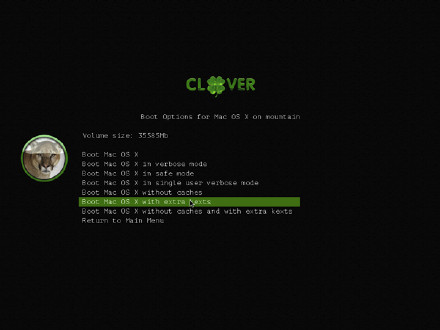 CLOVER
Boot Options for Mac OS X on mountain
Volume size: 35585Mb
Boot Mac OS X
Boot Mac OS X in verbose mode
Boot Mac OS X in safe mode
Boot Mac OS X in single user verbose mode
Boot Mac OS X without caches
Boot Mac OS X with extra kexts
Boot Mac OS X without caches and with extra kexts
Return to Main Menu